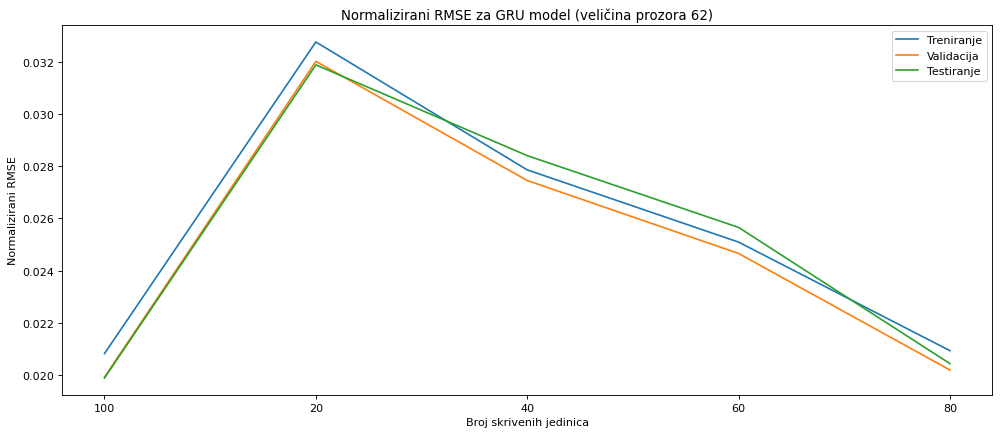 Normalizirani RMSE za GRU model (veličina prozora 62)
Treniranje
Validacija
Testiranje
Normalizirani RMSE
0.032
0.030
0.028
0.026
0.024
0.022
0.020
100 20 40 60 80
Broj skrivenih jedinica